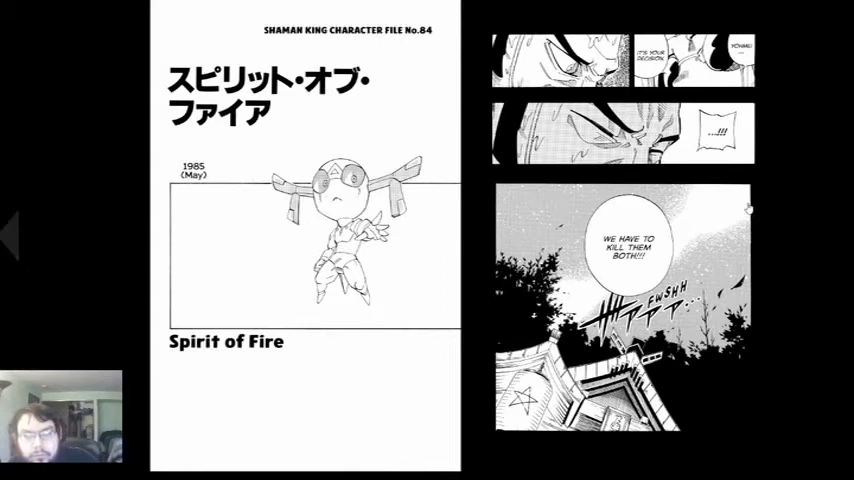 SHAMAN KING CHARACTER FILE No.84
スピリット・オブ・
ファイア
1985
(May)
Spirit of Fire
IT'S YOUR
DECISION.
YOHMEI
...
...!!!
WE HAVE TO
KILL THEM
BOTH!!!
FWSHH